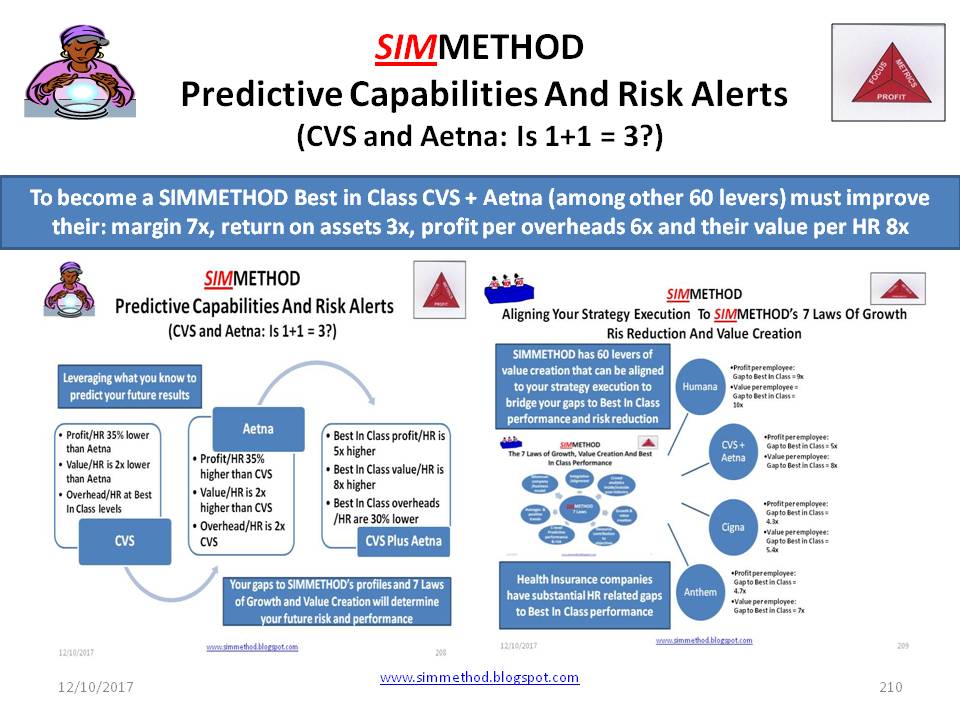 SIMMETHOD
Predictive Capabilities And Risk Alerts
(CVS and Aetna: Is 1+1 = 3?)
FOCUS
METRICS
PROFIT
To become a SIMMETHOD Best in Class CVS + Aetna (among other 60 levers) must improve
their: margin 7x, return on assets 3x, profit per overheads 6x and their value per HR 8x
SIMMETHOD
Predictive Capabilities And Risk Alerts
(CVS and Aetna: Is 1+1 = 3?)
PROFIT
Leveraging what you know to
predict your future results
• Profit/HR 35% lower
than Aetna
• Value/HR is 2x lower
than Aetna
• Overhead/HR at Best
In Class levels
CVS
Aetna
• Profit/HR 35%
higher than CVS
• Value/HR is 2x
higher than CVS
• Overhead/HR is 2x
CVS
• Best In Class profit/HR is
5x higher
• Best In Class value/HR is
8x higher
• Best In Class overheads
/HR are 30% lower
CVS Plus Aetna
Your gaps to SIMMETHOD's profiles and 7 Laws
of Growth and Value Creation will determine
your future risk and performance
12/10/2017
www.simmethod.blogspot.com
208
SIMMETHOD
Aligning Your Strategy Execution To SIMMETHOD's 7 Laws Of Growth
Ris Reduction And Value Creation
SIMMETHOD has 60 levers of
value creation that can be aligned
to your strategy execution to
bridge your gaps to Best In Class
performance and risk reduction
SIMMETHOD
The 7 Laws of Growth, Value Creation And Best
In Class Performance
SIMMETHOD
7 Laws
Health Insurance companies
have substantial HR related gaps
to Best In Class performance
Humana
•Profit per employee:
Gap to Best In Class = 9x
•Value per employee =
Gap to Best In Class =
10x
CVS +
Aetna
•Profit per employee:
Gap to Best In Class = 5x
•Value per employee:
Gap to Best In Class = 8x
Cigna
•Profit per employee:
Gap to Best In Class =
4.3x
•Value per employee:
Gap to Best In Class =
5.4x
Anthem
•Profit per employee:
Gap to Best In Class =
4.7x
•Value per employee:
Gap to Best In Class = 7x
12/10/2017
www.simmethod.blogspot.com
209
12/10/2017
www.simmethod.blogspot.com
210